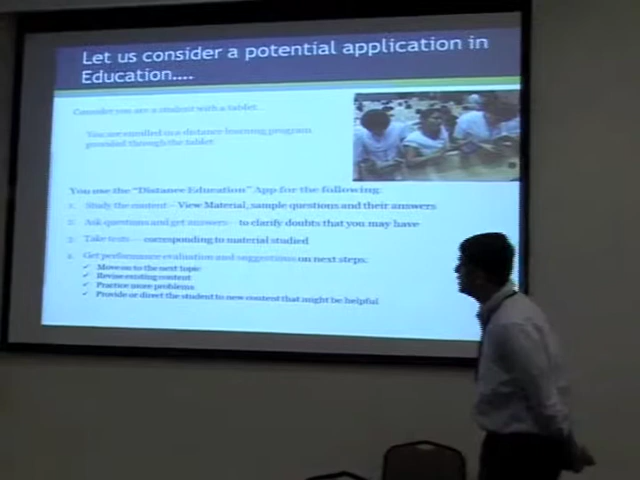 Let us consider a potential application in
Education....
Consider you are a student with a tablet.
You are enrolled in a distance learning program
provided through the tablet
You use the "Distance Education" App for the following:
1. Study the content – View Material, sample questions and their answers
2. Ask questions and get answers – to clarify doubts that you may have
3. Take tests – corresponding to material studied
4. Get performance evaluation and suggestions on next steps:
✓ Move on to the next topic
✓ Revise existing content
✓ Practice more problems
✓ Provide or direct the student to new content that might be helpful